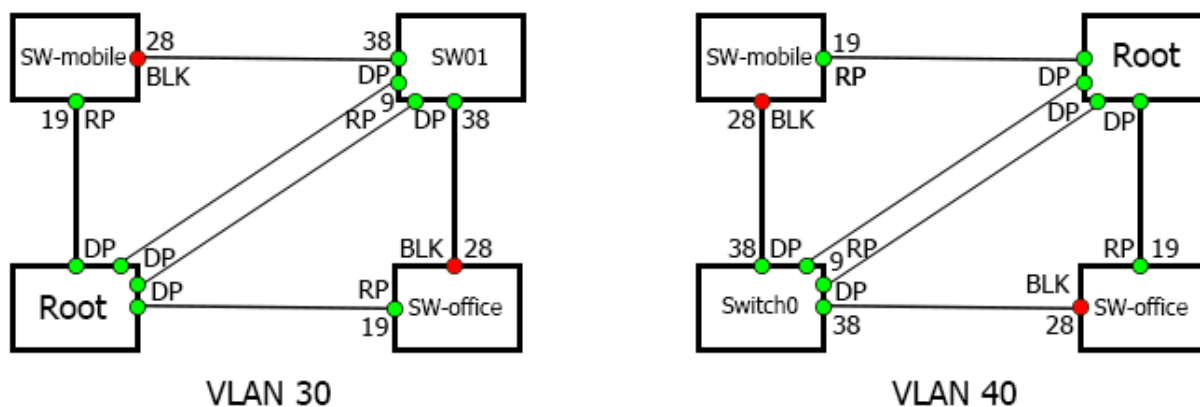 28
38
SW-mobile
SW01
BLK
DP
RP
9
DP
19
RP
38
DP
DP
BLK
28
DP
RP
Root
SW-office
19
VLAN 30
19
SW-mobile
Root
RP
DP
28
BLK
DP
DP
38
DP
RP
RP
19
9
DP
BLK
Switch0
SW-office
38
28
VLAN 40